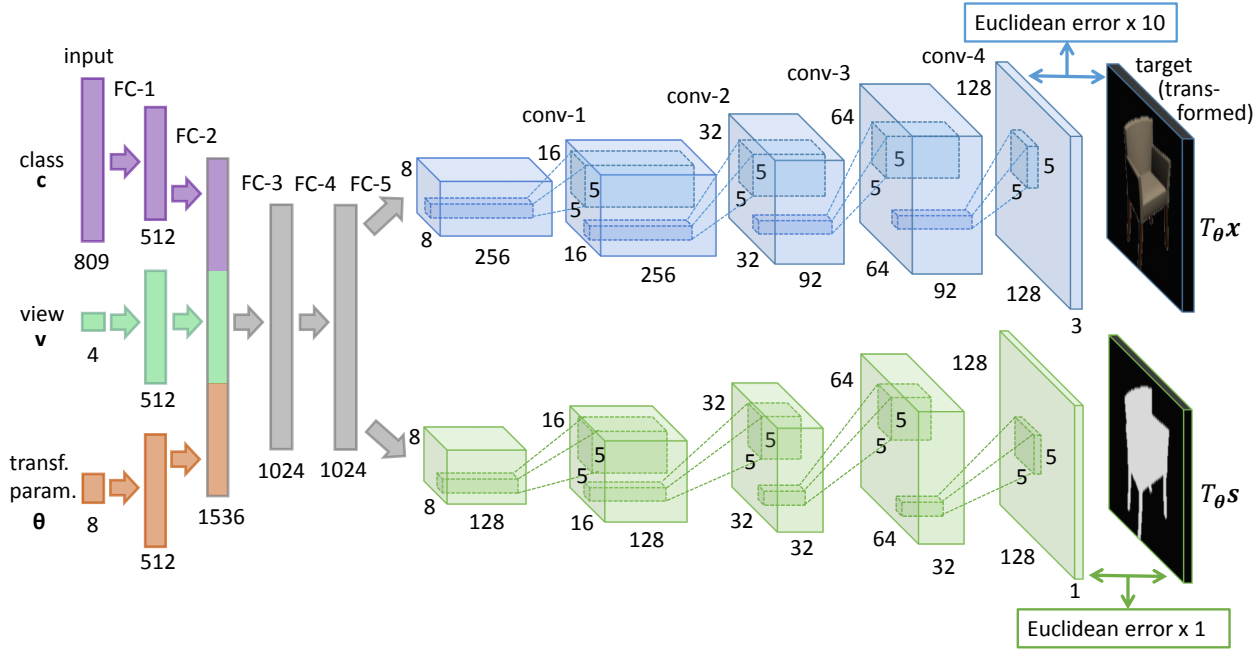 input
FC-1
FC-2
class
c
809
512
view
v
4
512
transf.
param.
θ
8
512
1536
FC-3
FC-4
FC-5
1024
1024
conv-1
conv-2
conv-3
conv-4
8
8
256
16
5
5
16
256
32
5
5
32
92
64
5
5
64
92
128
5
5
128
3
Euclidean error x 10
target
(trans-
formed)
T_θ x
8
8
128
16
5
5
16
128
32
5
5
32
32
64
5
5
64
32
128
5
5
128
1
T_θ s
Euclidean error x 1